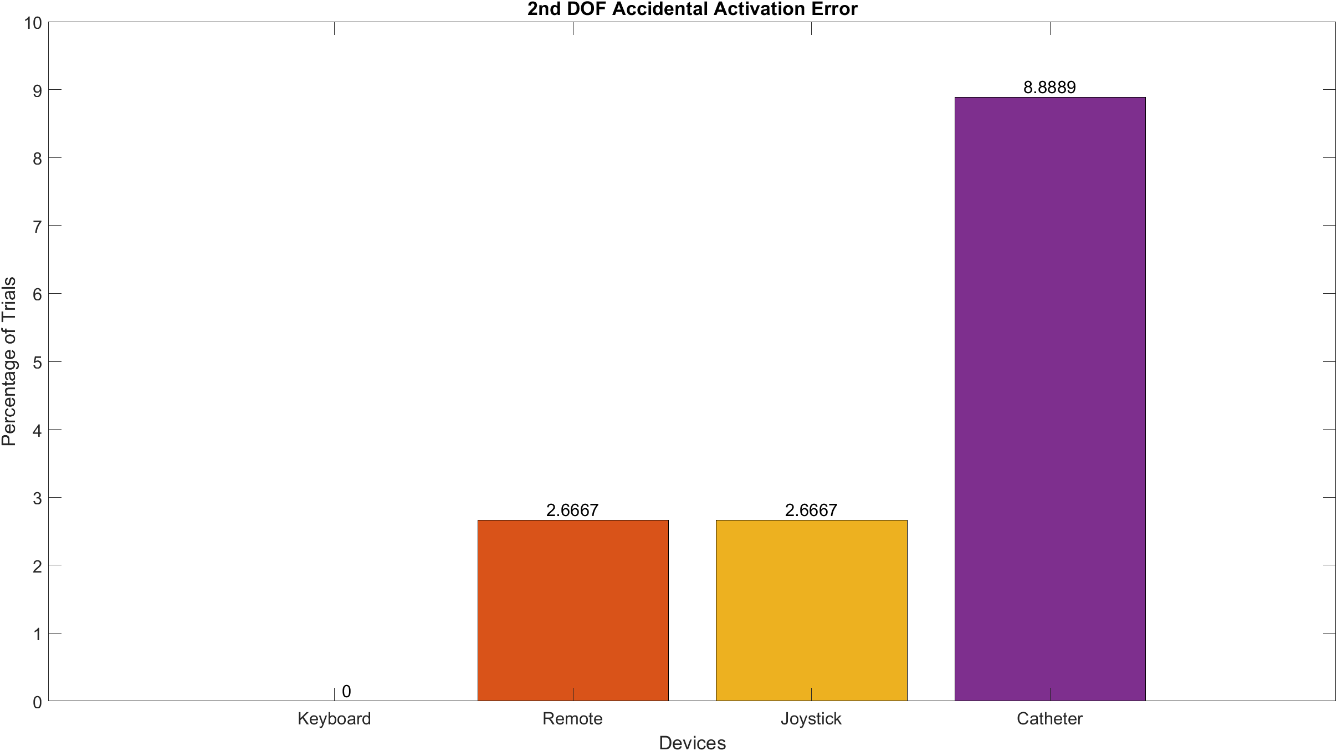 2nd DOF Accidental Activation Error
Percentage of Trials
10
9
8
7
6
5
4
3
2
1
0
0
2.6667
2.6667
8.8889
Keyboard
Remote
Joystick
Catheter
Devices